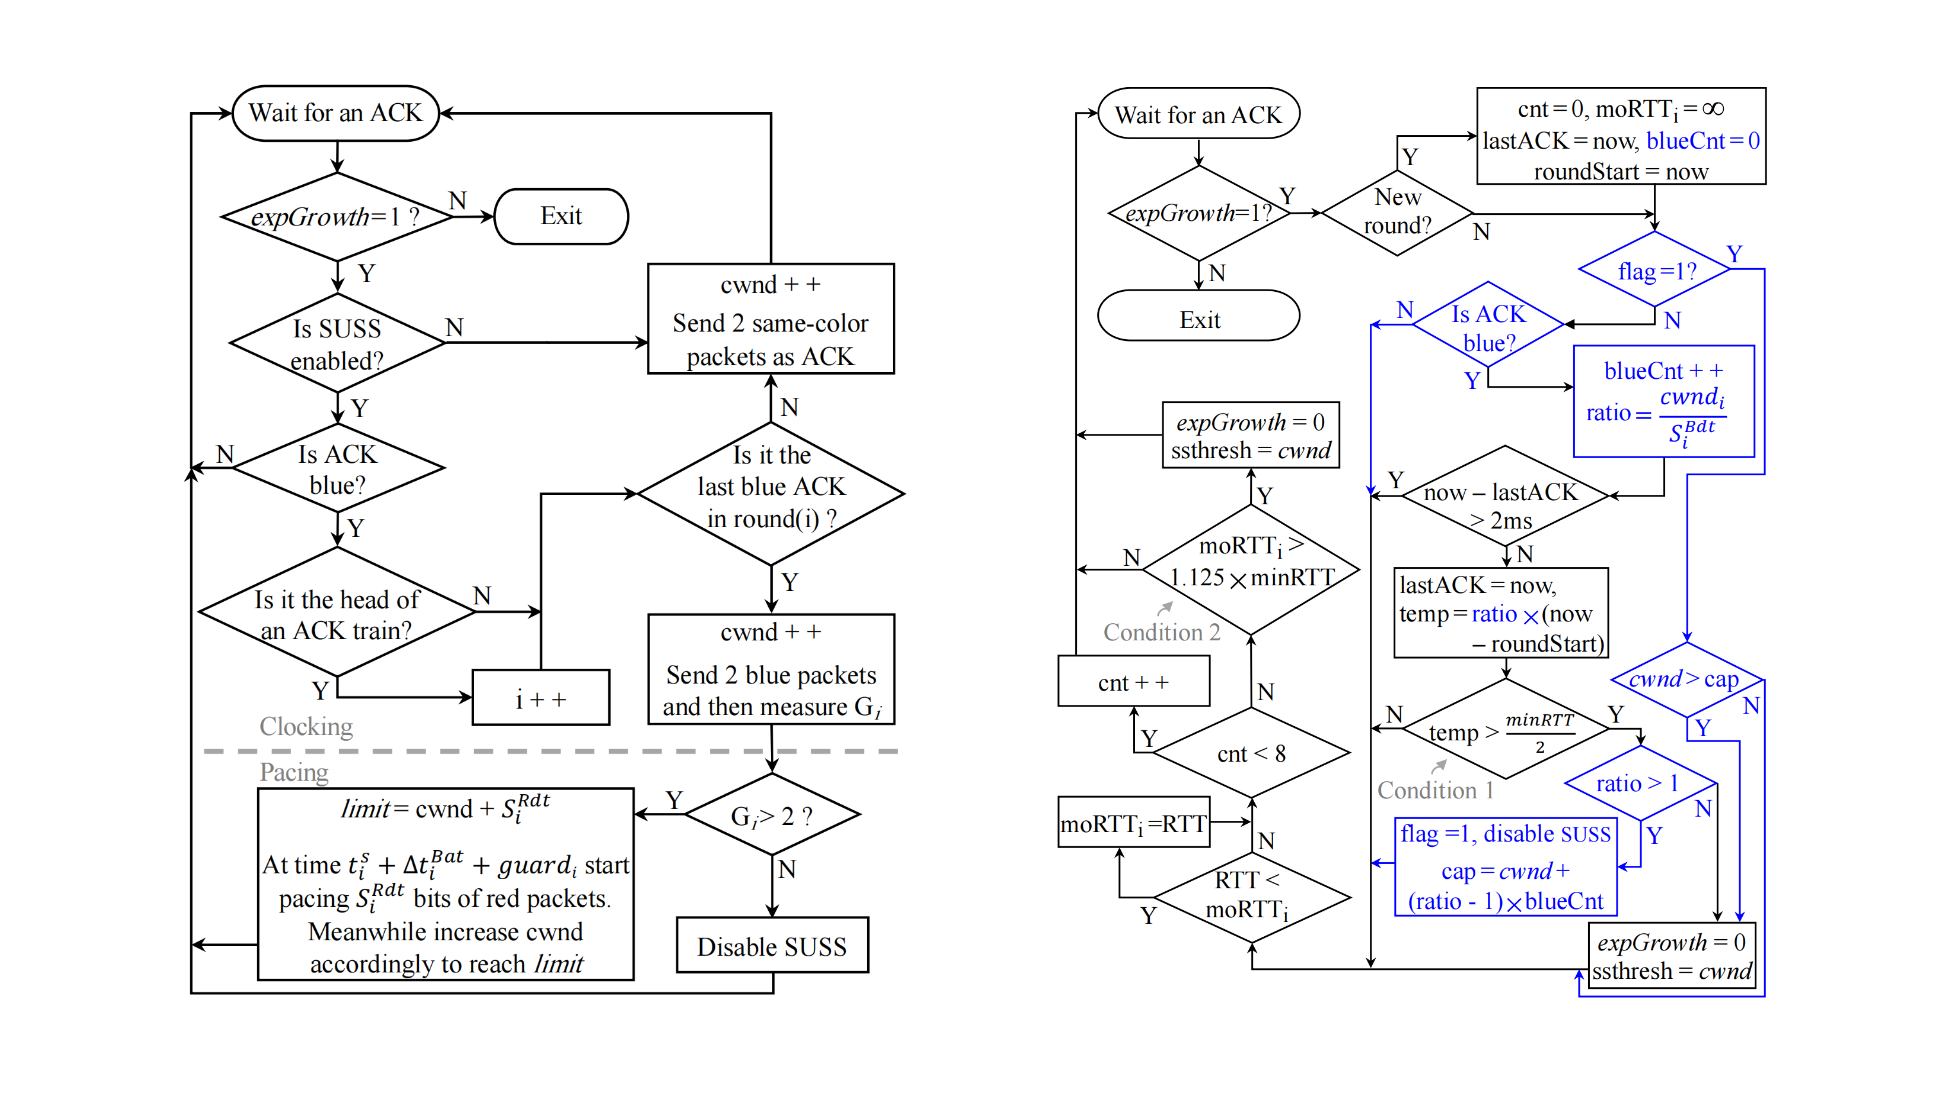 Wait for an ACK
expGrowth=1 ?
N
Exit
Y
Is SUSS
enabled?
N
Y
cwnd + +
Send 2 same-color
packets as ACK
N
Is ACK
blue?
N
Y
Is it the
last blue ACK
in round(i) ?
Y
Is it the head of
an ACK train?
N
Y
i + +
cwnd + +
Send 2 blue packets
and then measure Gᵢ
Clocking
Pacing
limit = cwnd + S_i^{Rdt}
At time t_i^s + Δt_i^{Bat} + guard_i start
pacing S_i^{Rdt} bits of red packets.
Meanwhile increase cwnd
accordingly to reach limit
Y
Gᵢ> 2 ?
N
Disable SUSS
Wait for an ACK
expGrowth=1?
Y
N
Exit
New
round?
Y
N
cnt = 0, moRTTᵢ = ∞
lastACK = now, blueCnt = 0
roundStart = now
flag =1?
Y
N
Is ACK
blue?
N
Y
blueCnt + +
ratio = cwnd_i / S_i^{Bdt}
now – lastACK
> 2ms
Y
N
lastACK = now,
temp = ratio × (now
– roundStart)
temp > minRTT / 2
N
Y
Condition 1
ratio > 1
N
Y
flag =1, disable SUSS
cap = cwnd +
(ratio - 1) × blueCnt
cwnd > cap
N
Y
expGrowth = 0
ssthresh = cwnd
RTT <
moRTTᵢ
Y
N
moRTTᵢ =RTT
cnt < 8
Y
N
cnt + +
moRTTᵢ >
1.125 × minRTT
N
Y
Condition 2
expGrowth = 0
ssthresh = cwnd